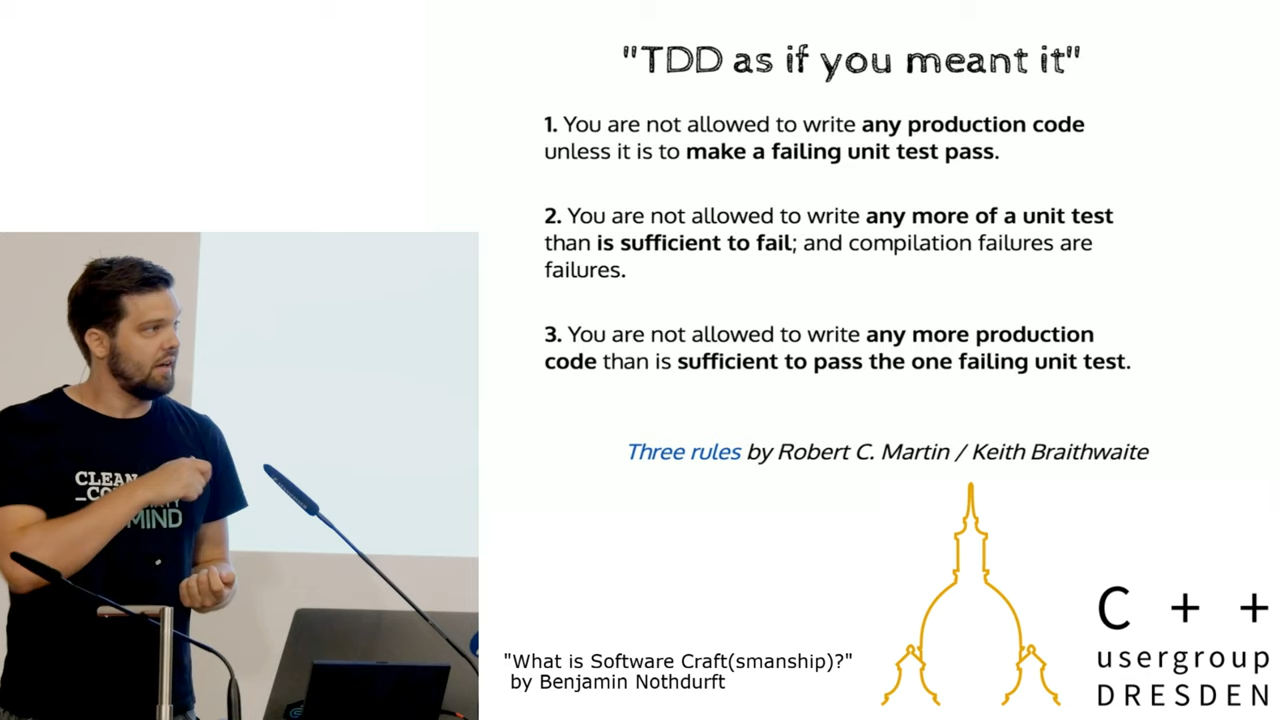 "TDD as if you meant it"
1. You are not allowed to write any production code
unless it is to make a failing unit test pass.
2. You are not allowed to write any more of a unit test
than is sufficient to fail; and compilation failures are
failures.
3. You are not allowed to write any more production
code than is sufficient to pass the one failing unit test.
Three rules by Robert C. Martin / Keith Braithwaite
CLEAN
MIND
"What is Software Craft(smanship)?"
by Benjamin Nothdurft
C + +
usergroup
DRESDEN